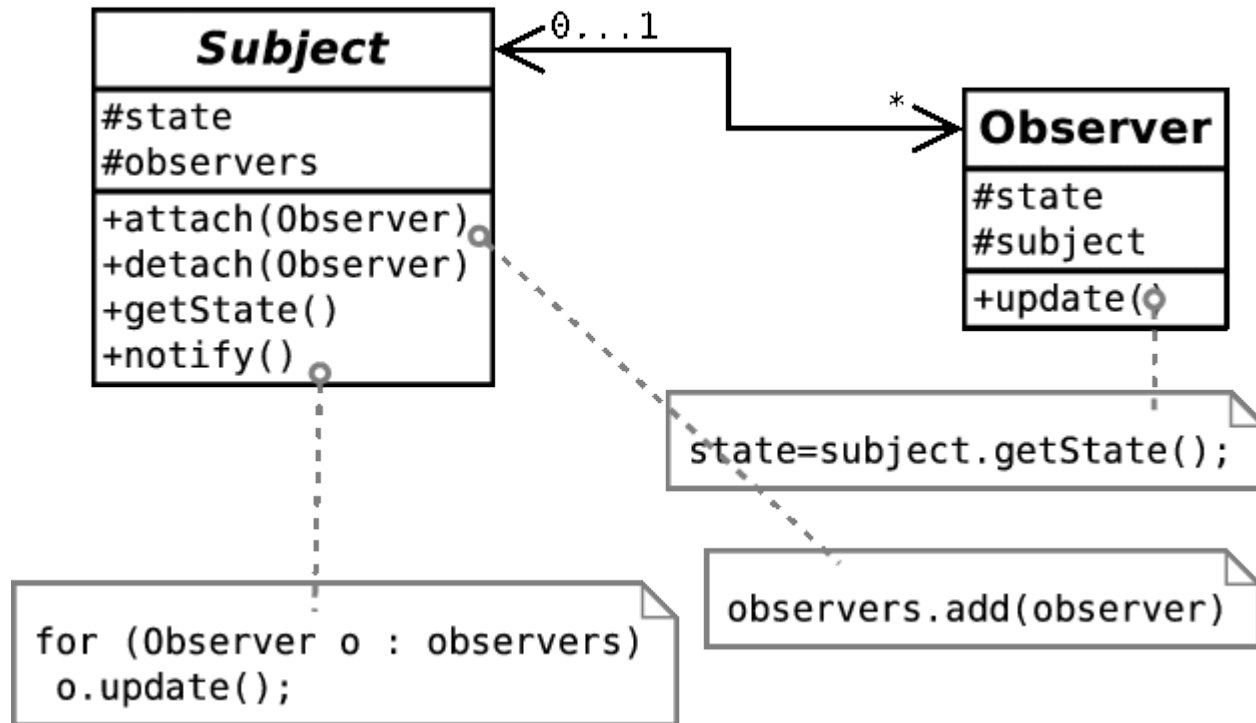 Subject
#state
#observers
+attach(Observer)
+detach(Observer)
+getState()
+notify()
0...1
*
Observer
#state
#subject
+update()
state=subject.getState();
observers.add(observer)
for (Observer o : observers)
o.update();